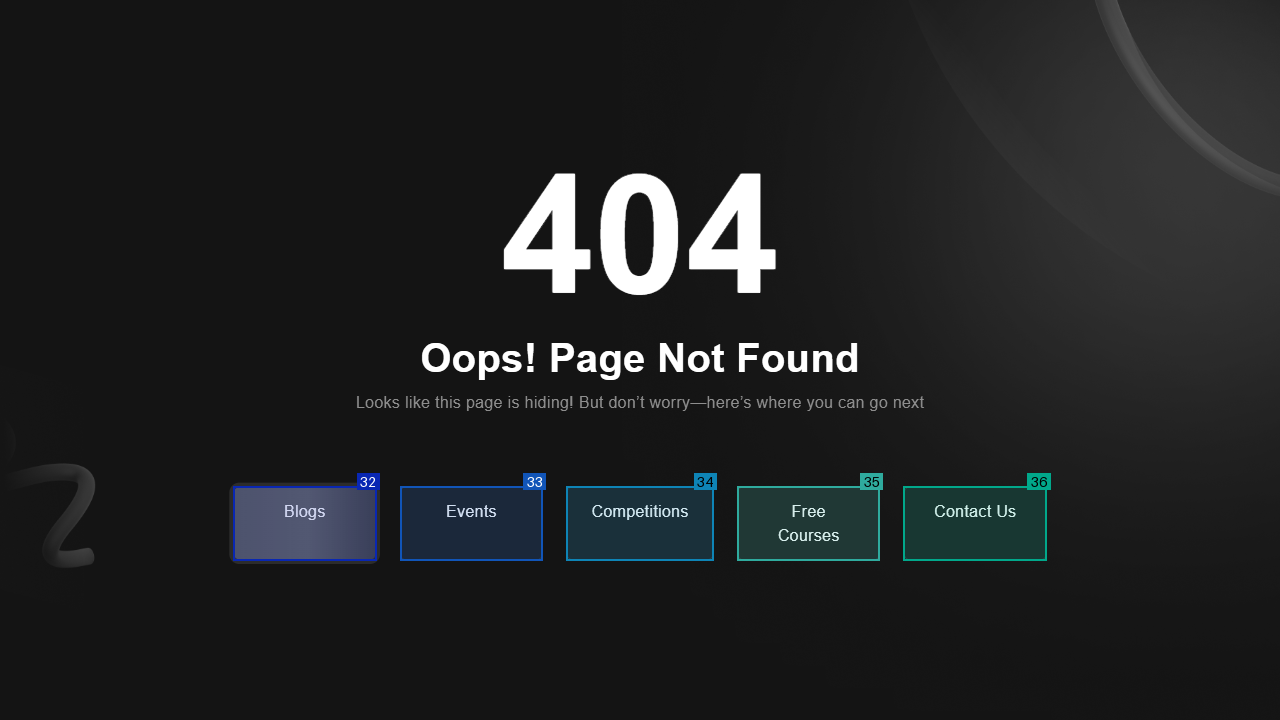 404
Oops! Page Not Found
Looks like this page is hiding! But don’t worry—here’s where you can go next
32 33 34 35 36
Blogs Events Competitions Free Contact Us
Courses